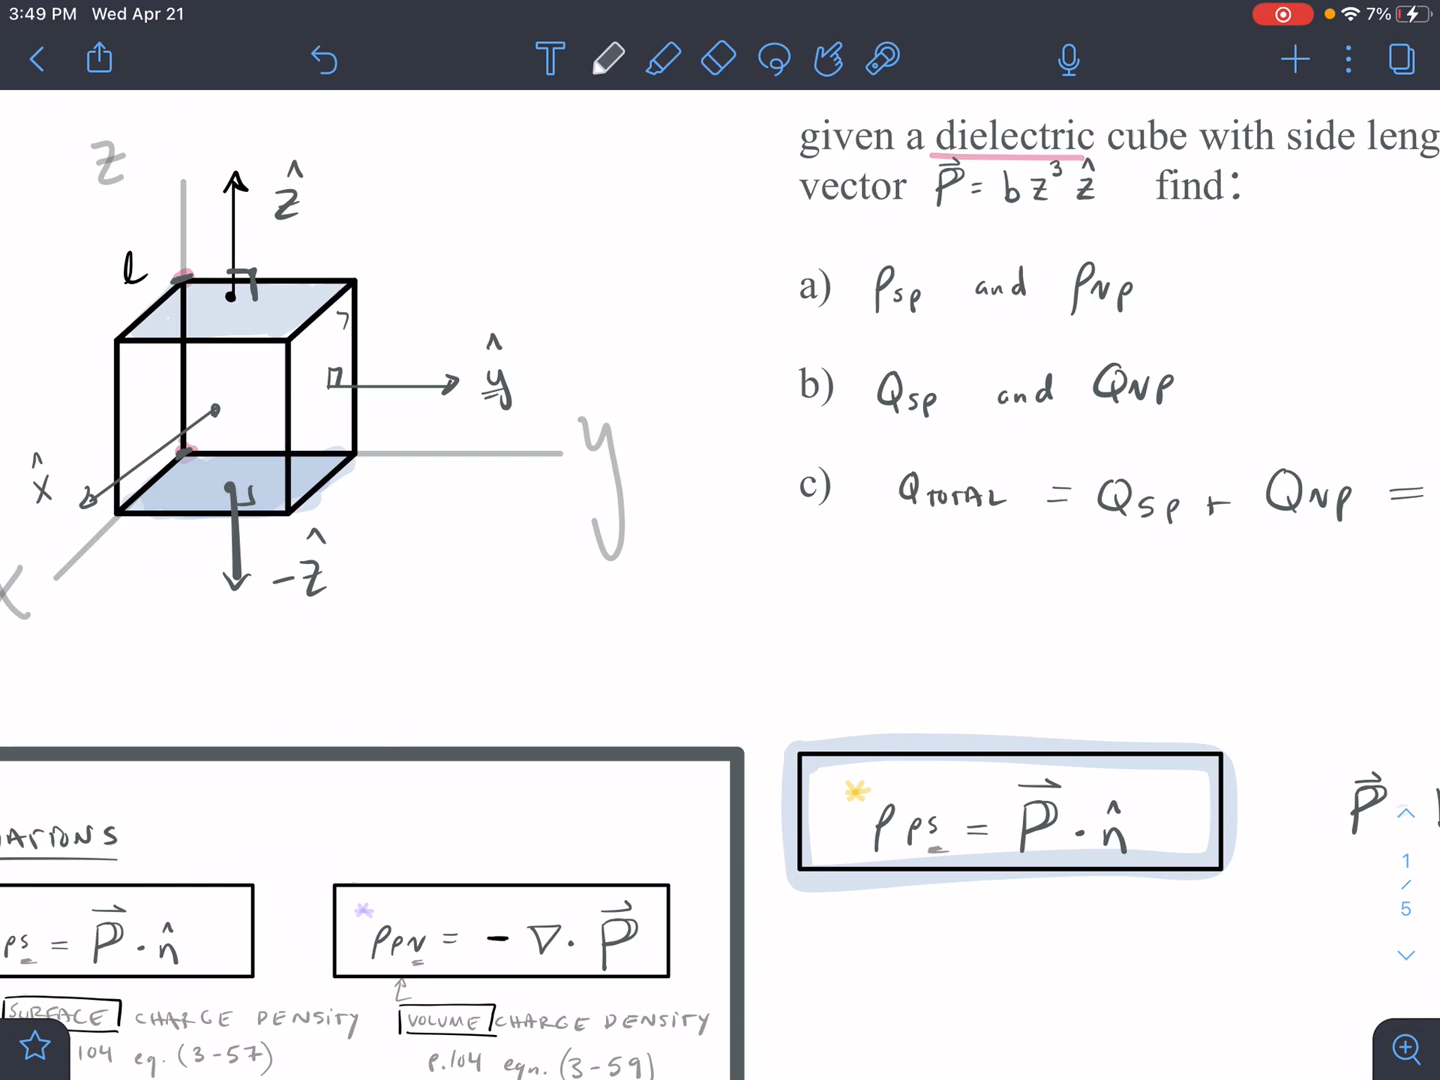 3:49 PM Wed Apr 21
7%
T
given a dielectric cube with side leng
vector P⃗ = b z³ ẑ find:
z
ẑ
l
a) ρsp and ρvp
ŷ
b) Qsp and Qvp
y
x̂
c) QTOTAL = Qsp + Qvp =
-ẑ
x
* ρps = P⃗ · n̂
P⃗
ATIONS
1
/
5
ps = P⃗ · n̂
* ρpv = - ∇ · P⃗
SURFACE CHARGE DENSITY
104 eq. (3-57)
VOLUME CHARGE DENSITY
P.104 eqn. (3-59)